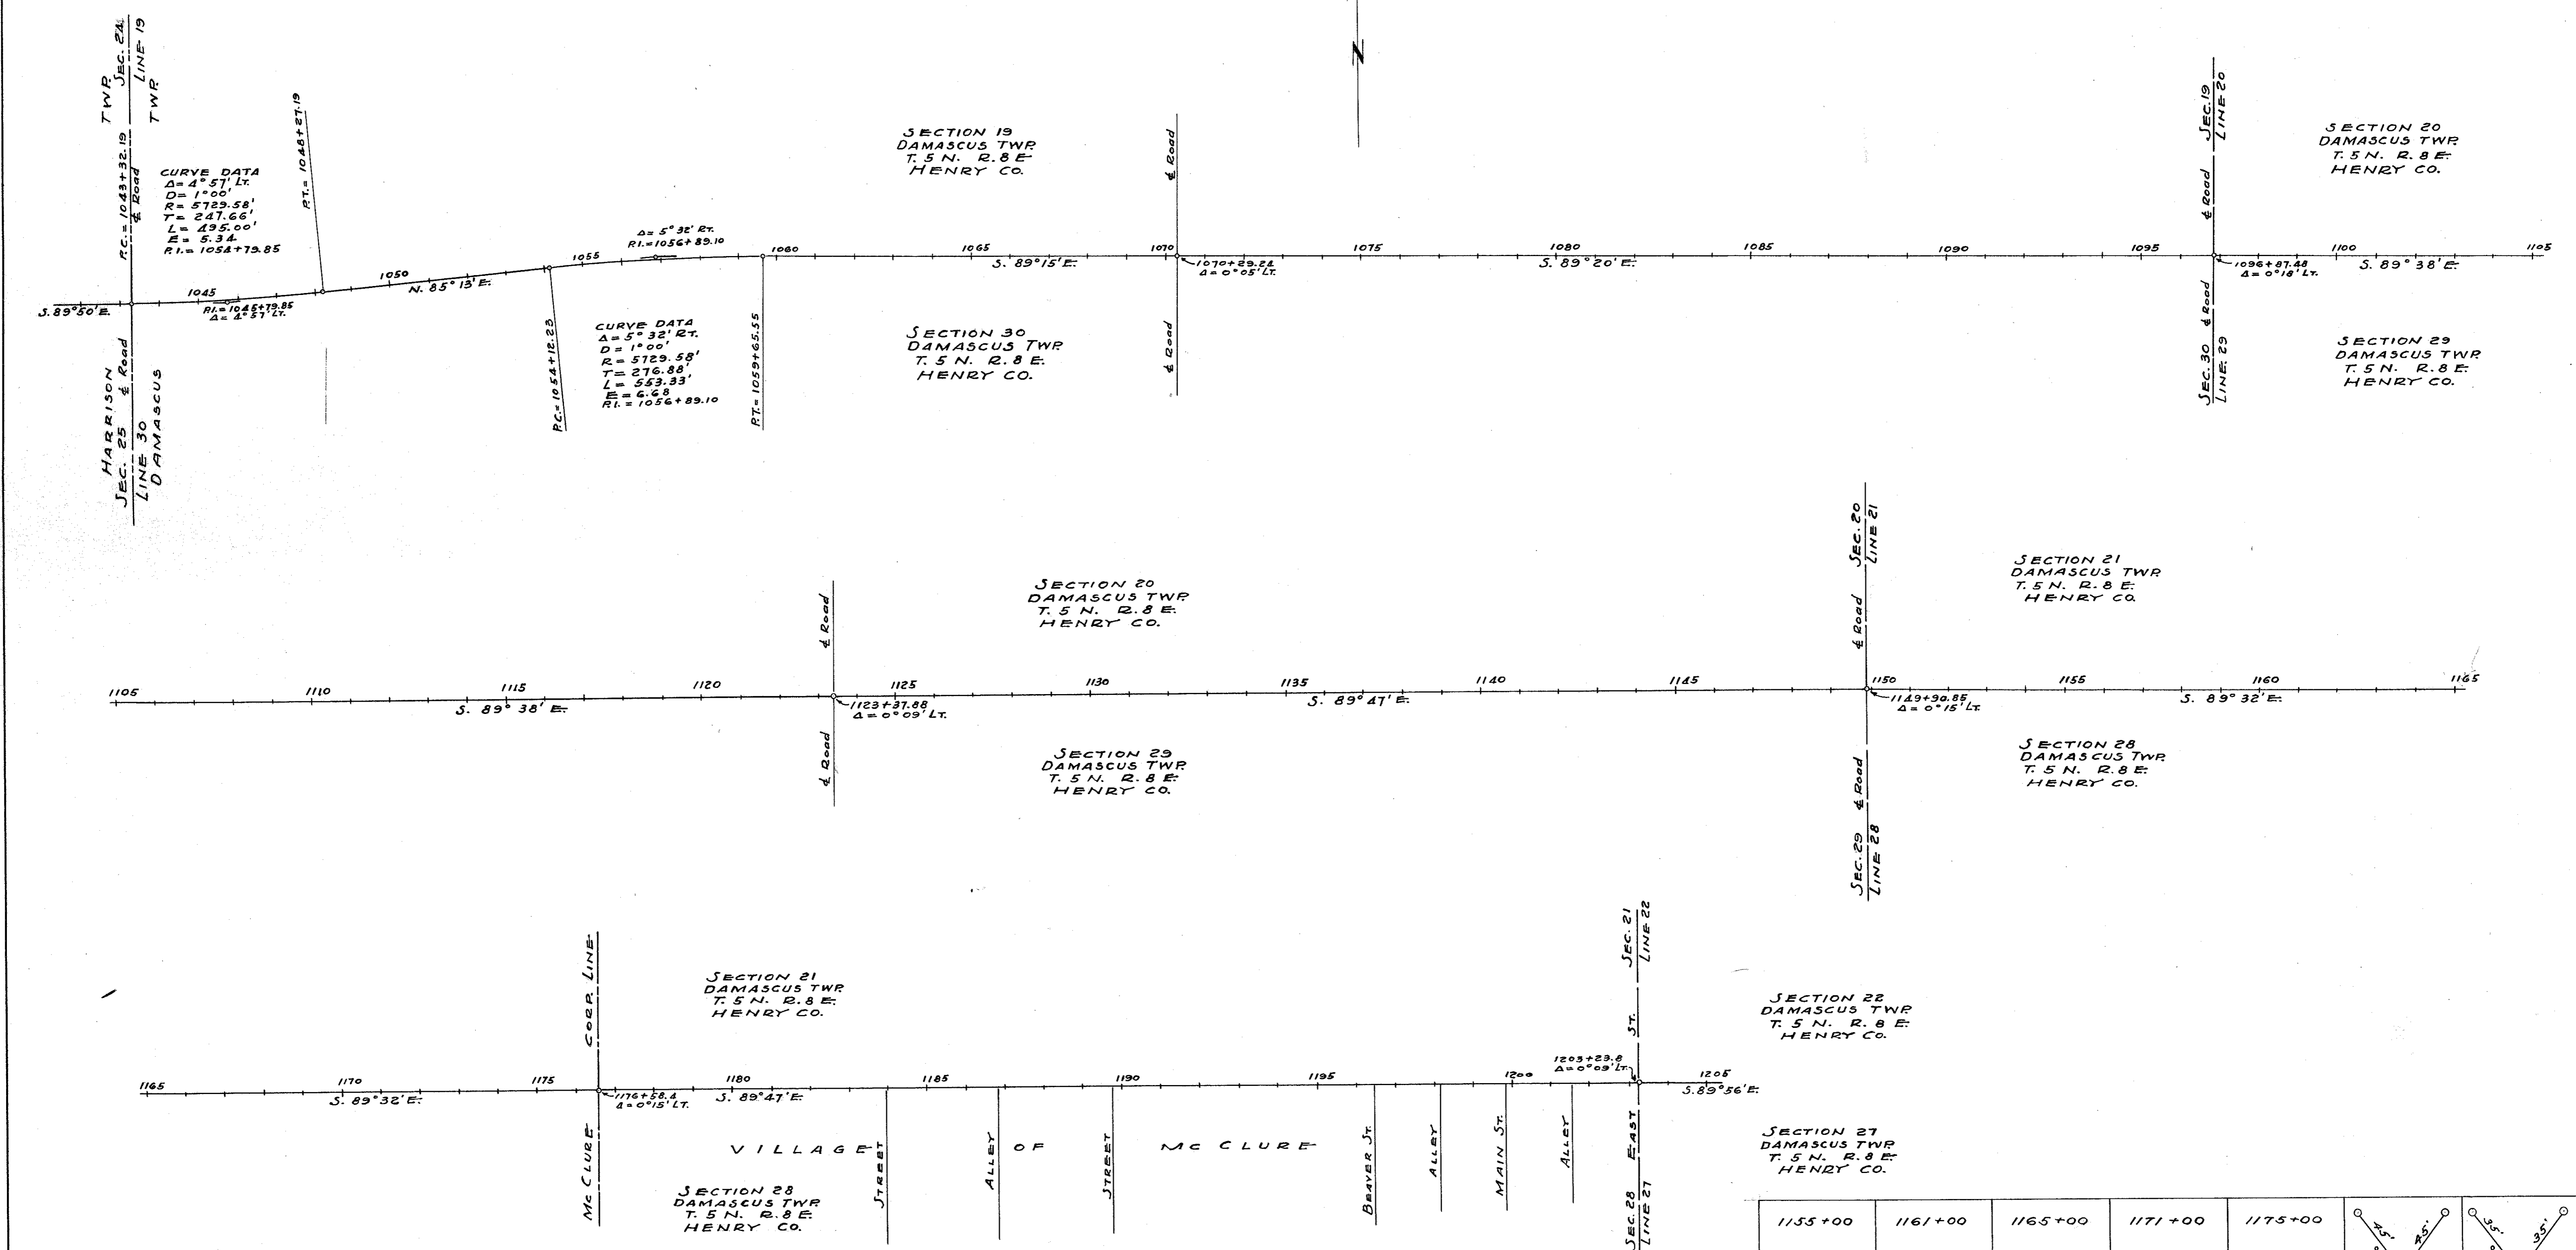 N
TWP. SEC. 24
LINE 19
TWP.
P.C.= 1043+32.19
℄ Road
CURVE DATA
Δ= 4° 57' LT.
D= 1°00'
R= 5729.58'
T= 247.66'
L= 495.00'
E= 5.34
P.I.= 1054+79.85
P.T.= 1048+27.19
SECTION 19
DAMASCUS TWP.
T. 5 N. R. 8 E.
HENRY CO.
℄ Road
SEC. 19
LINE 20
℄ Road
SECTION 20
DAMASCUS TWP.
T. 5 N. R. 8 E.
HENRY CO.
Δ= 5° 32' RT.
P.I.= 1056+89.10
1045
1050
1055
1060
1065
1070
1075
1080
1085
1090
1095
1100
1105
S. 89°50' E.
P.I.= 1045+79.85
Δ= 4° 57' LT.
N. 85° 13' E.
S. 89° 15' E.
1070+29.24
Δ= 0° 05' LT.
S. 89° 20' E.
1096+87.48
Δ= 0°18' LT.
S. 89° 38' E.
HARRISON
SEC. 25 ℄ Road
LINE 30
DAMASCUS
P.C.= 1054+12.23
CURVE DATA
Δ= 5° 32' RT.
D= 1°00'
R= 5729.58'
T= 276.88'
L= 553.33'
E= 6.68
P.I.= 1056+89.10
P.T.= 1059+65.55
SECTION 30
DAMASCUS TWP.
T. 5 N. R. 8 E.
HENRY CO.
℄ Road
SEC. 30 ℄ Road
LINE 29
SECTION 29
DAMASCUS TWP.
T. 5 N. R. 8 E.
HENRY CO.
℄ Road
SECTION 20
DAMASCUS TWP.
T. 5 N. R. 8 E.
HENRY CO.
℄ Road SEC. 20
LINE 21
SECTION 21
DAMASCUS TWP.
T. 5 N. R. 8 E.
HENRY CO.
1105
1110
1115
1120
1125
1130
1135
1140
1145
1150
1155
1160
1165
S. 89° 38' E.
1123+37.88
Δ= 0° 09' LT.
S. 89° 47' E.
1149+90.85
Δ= 0° 15' LT.
S. 89° 32' E.
℄ Road
SECTION 29
DAMASCUS TWP.
T. 5 N. R. 8 E.
HENRY CO.
SEC. 29 ℄ Road
LINE 28
SECTION 28
DAMASCUS TWP.
T. 5 N. R. 8 E.
HENRY CO.
Mc CLURE CORP. LINE
SECTION 21
DAMASCUS TWP.
T. 5 N. R. 8 E.
HENRY CO.
ST. SEC. 21
LINE 22
SECTION 22
DAMASCUS TWP.
T. 5 N. R. 8 E.
HENRY CO.
1165
1170
1175
1180
1185
1190
1195
1200
1203+23.8
Δ= 0°09' LT.
1205
S. 89° 32' E.
1176+58.4
Δ= 0°15' LT.
S. 89° 47' E.
S. 89° 56' E.
VILLAGE OF Mc CLURE
STREET
ALLEY
STREET
BEAVER ST.
ALLEY
MAIN ST.
ALLEY
SEC. 28 EAST
LINE 27
SECTION 28
DAMASCUS TWP.
T. 5 N. R. 8 E.
HENRY CO.
SECTION 27
DAMASCUS TWP.
T. 5 N. R. 8 E.
HENRY CO.
1155+00
1161+00
1165+00
1171+00
1175+00
45'
45'
35'
35'